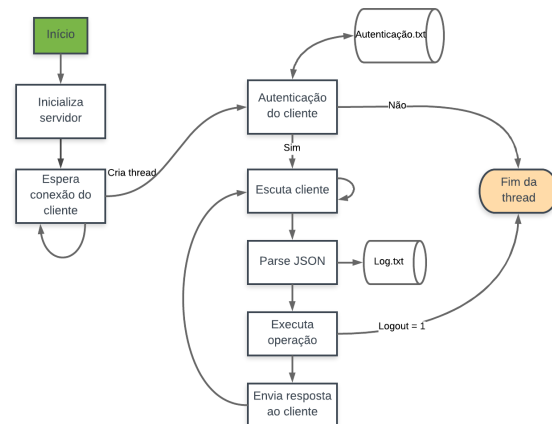 Início
Autenticação.txt
Inicializa
servidor
Autenticação
do cliente
Não
Sim
Cria thread
Espera
conexão do
cliente
Escuta cliente
Fim da
thread
Parse JSON
Log.txt
Executa
operação
Logout = 1
Envia resposta
ao cliente